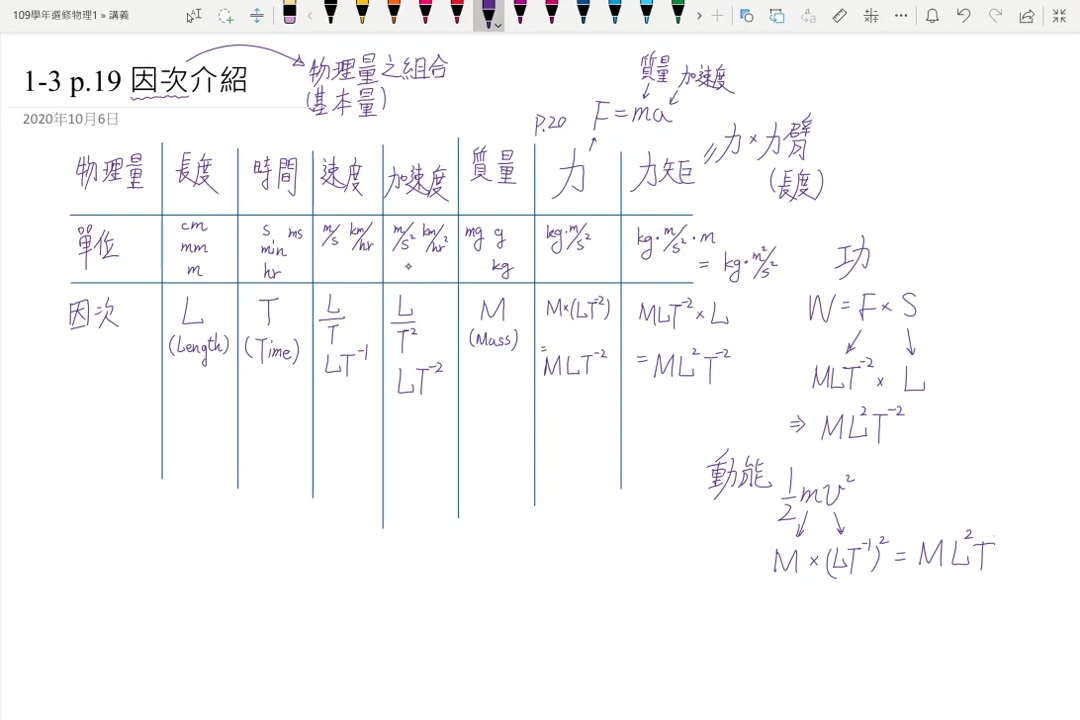 109學年選修物理1 » 講義
1-3 p.19 因次介紹
2020年10月6日
物理量之組合
(基本量)
質量 加速度
p.20 F = ma
物理量 長度 時間 速度 加速度 質量 力 力矩 // 力 × 力臂
(長度)
單位 cm mm m s ms min hr m/s km/hr m/s² km/hr² mg g kg kg·m/s² kg·m/s²·m
= kg·m²/s²
因次 L (Length) T (Time) L/T LT⁻¹ L/T² LT⁻² M (Mass) M×(LT⁻²) = MLT⁻² MLT⁻² × L = ML²T⁻²
功
W = F × S
MLT⁻² × L
⇒ ML²T⁻²
動能 1/2 mv²
M × (LT⁻¹)² = ML²T